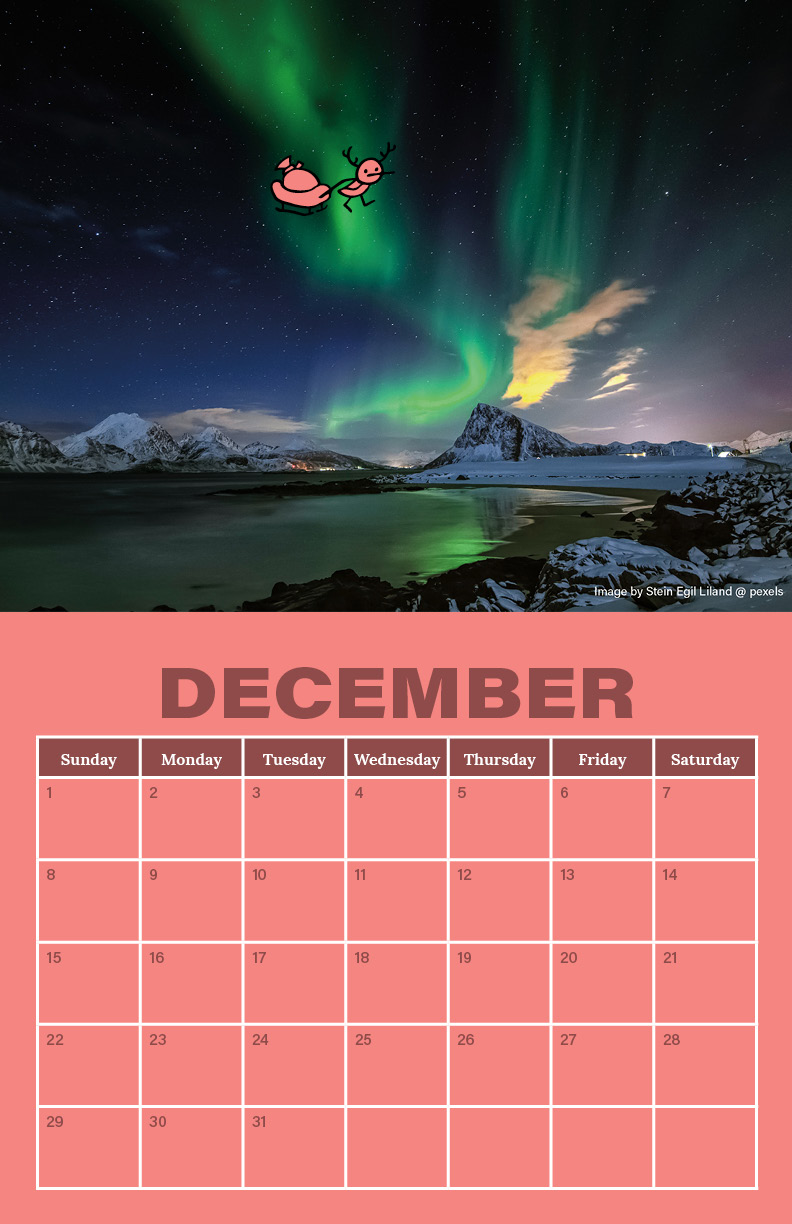 Image by Stein Egil Liland @ pexels
DECEMBER
Sunday Monday Tuesday Wednesday Thursday Friday Saturday
1 2 3 4 5 6 7
8 9 10 11 12 13 14
15 16 17 18 19 20 21
22 23 24 25 26 27 28
29 30 31